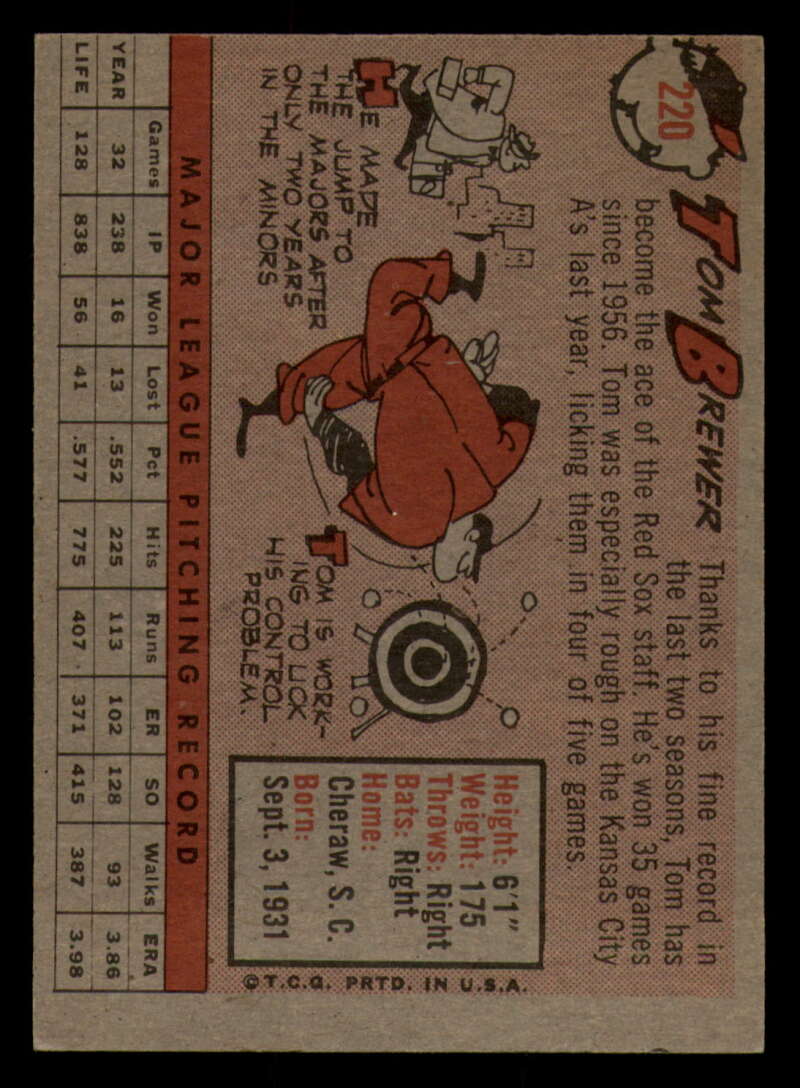 220
TOM BREWER
Thanks to his fine record in
the last two seasons, Tom has
become the ace of the Red Sox staff. He's won 35 games
since 1956. Tom was especially rough on the Kansas City
A's last year, licking them in four of five games.
HE MADE
THE JUMP TO
THE MAJORS AFTER
ONLY TWO YEARS
IN THE MINORS
TOM IS WORK-
ING TO LICK
HIS CONTROL
PROBLEM.
Height: 6'1"
Weight: 175
Throws: Right
Bats: Right
Home:
Cheraw, S. C.
Born:
Sept. 3, 1931
©T.C.G. PRTD. IN U.S.A.
MAJOR LEAGUE PITCHING RECORD
Games IP Won Lost Pct Hits Runs ER SO Walks ERA
YEAR 32 238 16 13 .552 225 113 102 128 93 3.86
LIFE 128 838 56 41 .577 775 407 371 415 387 3.98